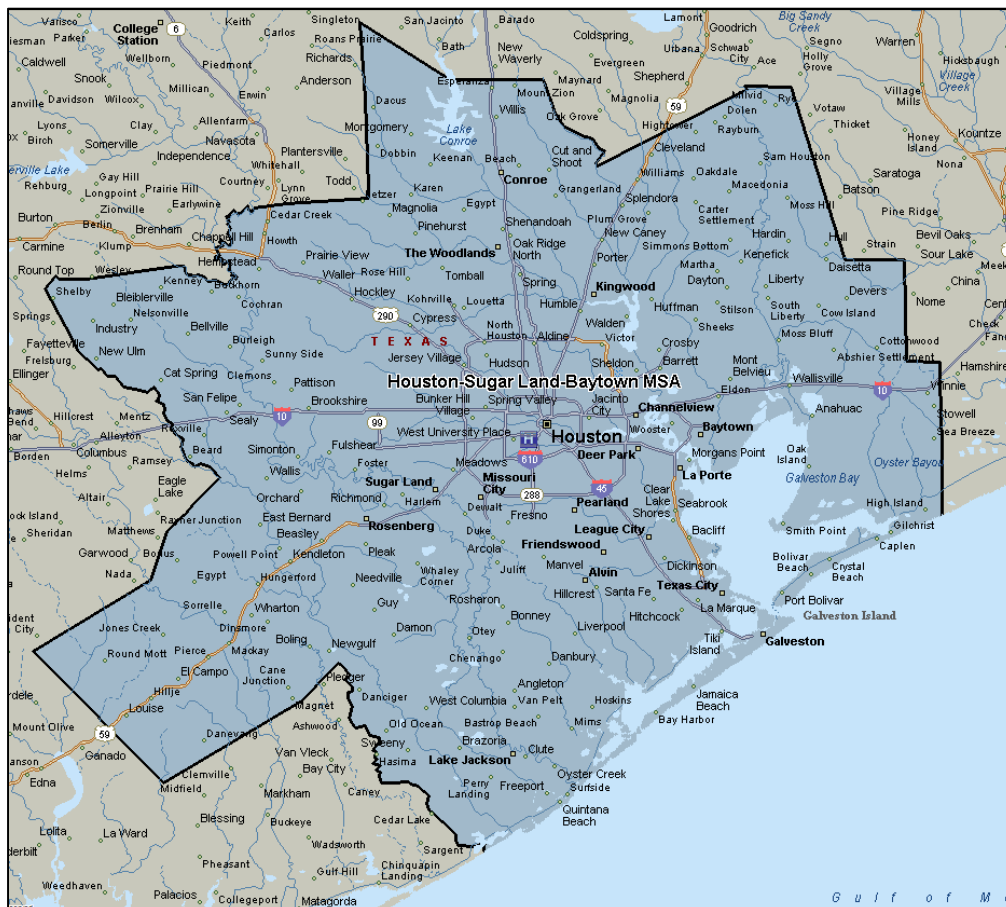 Varisco
Parker
Keith
Carlos
Singleton
Roans Prairie
San Jacinto
Barado
Lamont
Goodrich
Big Sandy
Creek
Segno
Warren
College
Station
6
Wellborn
Bath
New
Waverly
Coldspring
Urbana
Schwab
City
Ace
Holly
Grove
Hicksbaugh
Caldwell
Snook
Piedmont
Richards
Evergreen
Shepherd
Village
Creek
Millican
Anderson
Esperanza
Maynard
Davidson
Wilcox
Erwin
Dacus
Willis
Mount Zion
Magnolia
59
Milvid
Rye
Votaw
Village
Mills
Lyons
Clay
Allenfarm
Oak Grove
Dolen
Thicket
Birch
Somerville
Navasota
Montgomery
Lake
Conroe
Hightower
Rayburn
Honey
Island
Kountze
Independence
Plantersville
Dobbin
Keenan
Beach
Cut and
Shoot
Cleveland
Sam Houston
Nona
Gay Hill
Whitehall
Rehburg
Longpoint
Prairie Hill
Courtney
Lynn
Grove
Todd
Karen
Conroe
Grangerland
Williams
Oakdale
Macedonia
Batson
Saratoga
Zionville
Earlywine
Magnolia
Egypt
Splendora
Burton
Berlin
Brenham
Cedar Creek
Pinehurst
Shenandoah
Plum Grove
New Caney
Carter
Settlement
Moss Hill
Pine Ridge
Carmine
Klump
Chappell Hill
Howth
Prairie View
The Woodlands
Oak Ridge
North
Simmons Bottom
Hardin
Hull
Strain
Bevil Oaks
Round Top
Wesley
Hempstead
Waller
Rose Hill
Tomball
Spring
Porter
Martha
Kenefick
Daisetta
Sour Lake
Shelby
Kenney
Buckhorn
Hockley
Kohrville
Louetta
Humble
Kingwood
Dayton
Liberty
Devers
Nome
China
Bleiblerville
Nelsonville
Cochran
290
Cypress
Huffman
Stilson
South
Liberty
Cow Island
Springs
Industry
Bellville
TEXAS
North
Houston
Aldine
Walden
Victor
Sheeks
Moss Bluff
Check
Fayetteville
New Ulm
Burleigh
Sunny Side
Jersey Village
Hudson
Sheldon
Crosby
Barrett
Cottonwood
Abshier Settlement
Frelsburg
Ellinger
Cat Spring
Clemons
Pattison
Houston-Sugar Land-Baytown MSA
Mont
Belvieu
Wallisville
Hamshire
San Felipe
Brookshire
Bunker Hill
Village
Spring Valley
Jacinto
City
Eldon
10
Winnie
Hillcrest
Mentz
Sealy
10
99
Channelview
Anahuac
Stowell
Alleyton
West University Place
Houston
Wooster
Baytown
Sea Breeze
Borden
Columbus
Beard
Simonton
Fulshear
H
Deer Park
Morgans Point
Oak
Island
Oyster Bayou
Helms
Ramsey
Wallis
Foster
Meadows
610
La Porte
Galveston Bay
Altair
Eagle
Lake
Orchard
Richmond
Sugar Land
Harlem
Missouri
City
288
45
Clear
Lake
Shores
Seabrook
High Island
Rock Island
Matthews
East Bernard
Rosenberg
Dewalt
Fresno
Pearland
Sheridan
Beasley
Duke
League City
Bacliff
Smith Point
Gilchrist
Garwood
Bonus
Powell Point
Kendleton
Pleak
Arcola
Friendswood
Caplen
Nada
Egypt
Hungerford
Needville
Whaley
Corner
Juliff
Manvel
Alvin
Dickinson
Bolivar
Beach
Crystal
Beach
Sorrelle
Wharton
Guy
Rosharon
Hillcrest
Santa Fe
Texas City
La Marque
Port Bolivar
Jones Creek
Dinsmore
Bonney
Hitchcock
Galveston Island
Round Mott
Pierce
Mackay
Boling
Newgulf
Damon
Otey
Liverpool
Tiki
Island
Galveston
El Campo
Cane
Junction
Chenango
Danbury
Hillje
Pledger
Angleton
Louise
Magnet
Danciger
West Columbia
Van Pelt
Hoskins
Jamaica
Beach
Mount Olive
59
Danevang
Ashwood
Old Ocean
Bastrop Beach
Mims
Bay Harbor
Ganado
Van Vleck
Sweeny
Brazoria
Clute
Edna
Clemville
Bay City
Hasima
Lake Jackson
Oyster Creek
Midfield
Markham
Caney
Perry
Landing
Freeport
Surfside
Blessing
Buckeye
Cedar Lake
Quintana
Beach
Lolita
La Ward
Wadsworth
Sargent
Pheasant
Gulf Hill
Chinquapin
Landing
Weedhaven
Palacios
Collegeport
Matagorda
Gulf of M